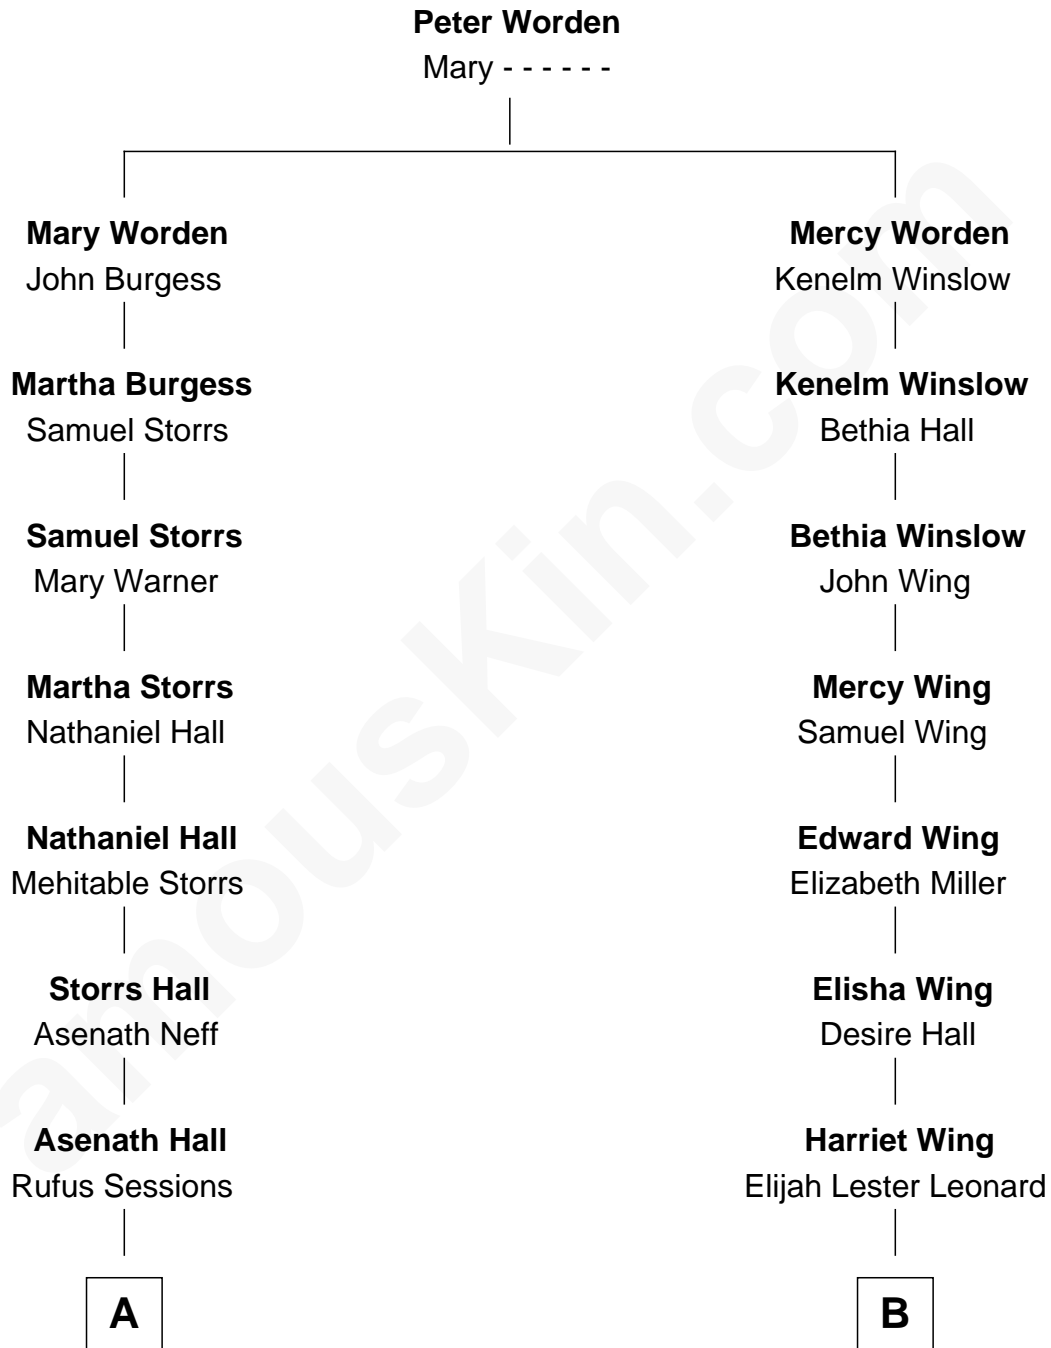 Peter Worden
Mary - - - - - -
Mary Worden
John Burgess
Mercy Worden
Kenelm Winslow
Martha Burgess
Samuel Storrs
Kenelm Winslow
Bethia Hall
Samuel Storrs
Mary Warner
Bethia Winslow
John Wing
Martha Storrs
Nathaniel Hall
Mercy Wing
Samuel Wing
Nathaniel Hall
Mehitable Storrs
Edward Wing
Elizabeth Miller
Storrs Hall
Asenath Neff
Elisha Wing
Desire Hall
Asenath Hall
Rufus Sessions
Harriet Wing
Elijah Lester Leonard
A
B
amouskin.com